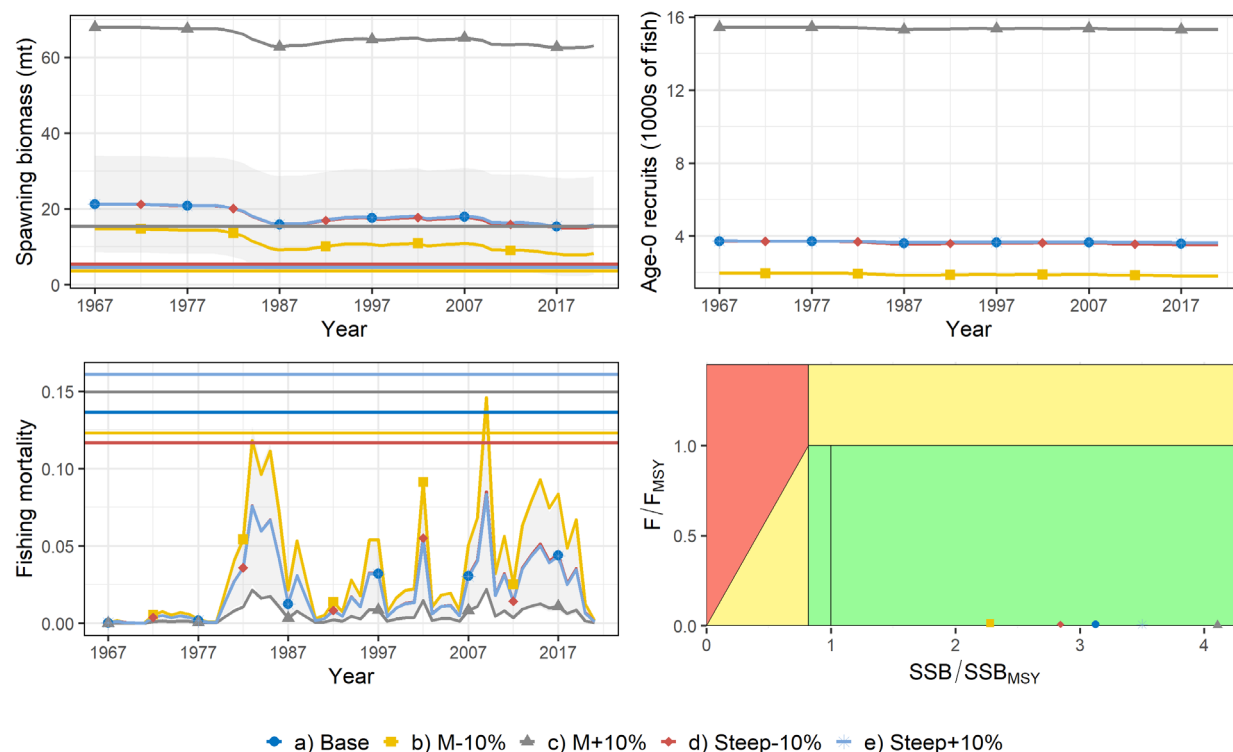 Spawning biomass (mt)
60
40
20
0
1967 1977 1987 1997 2007 2017
Year
Age-0 recruits (1000s of fish)
16
12
8
4
1967 1977 1987 1997 2007 2017
Year
Fishing mortality
0.15
0.10
0.05
0.00
1967 1977 1987 1997 2007 2017
Year
F/F_MSY
1.0
0.5
0.0
0 1 2 3 4
SSB/SSB_MSY
a) Base b) M-10% c) M+10% d) Steep-10% e) Steep+10%